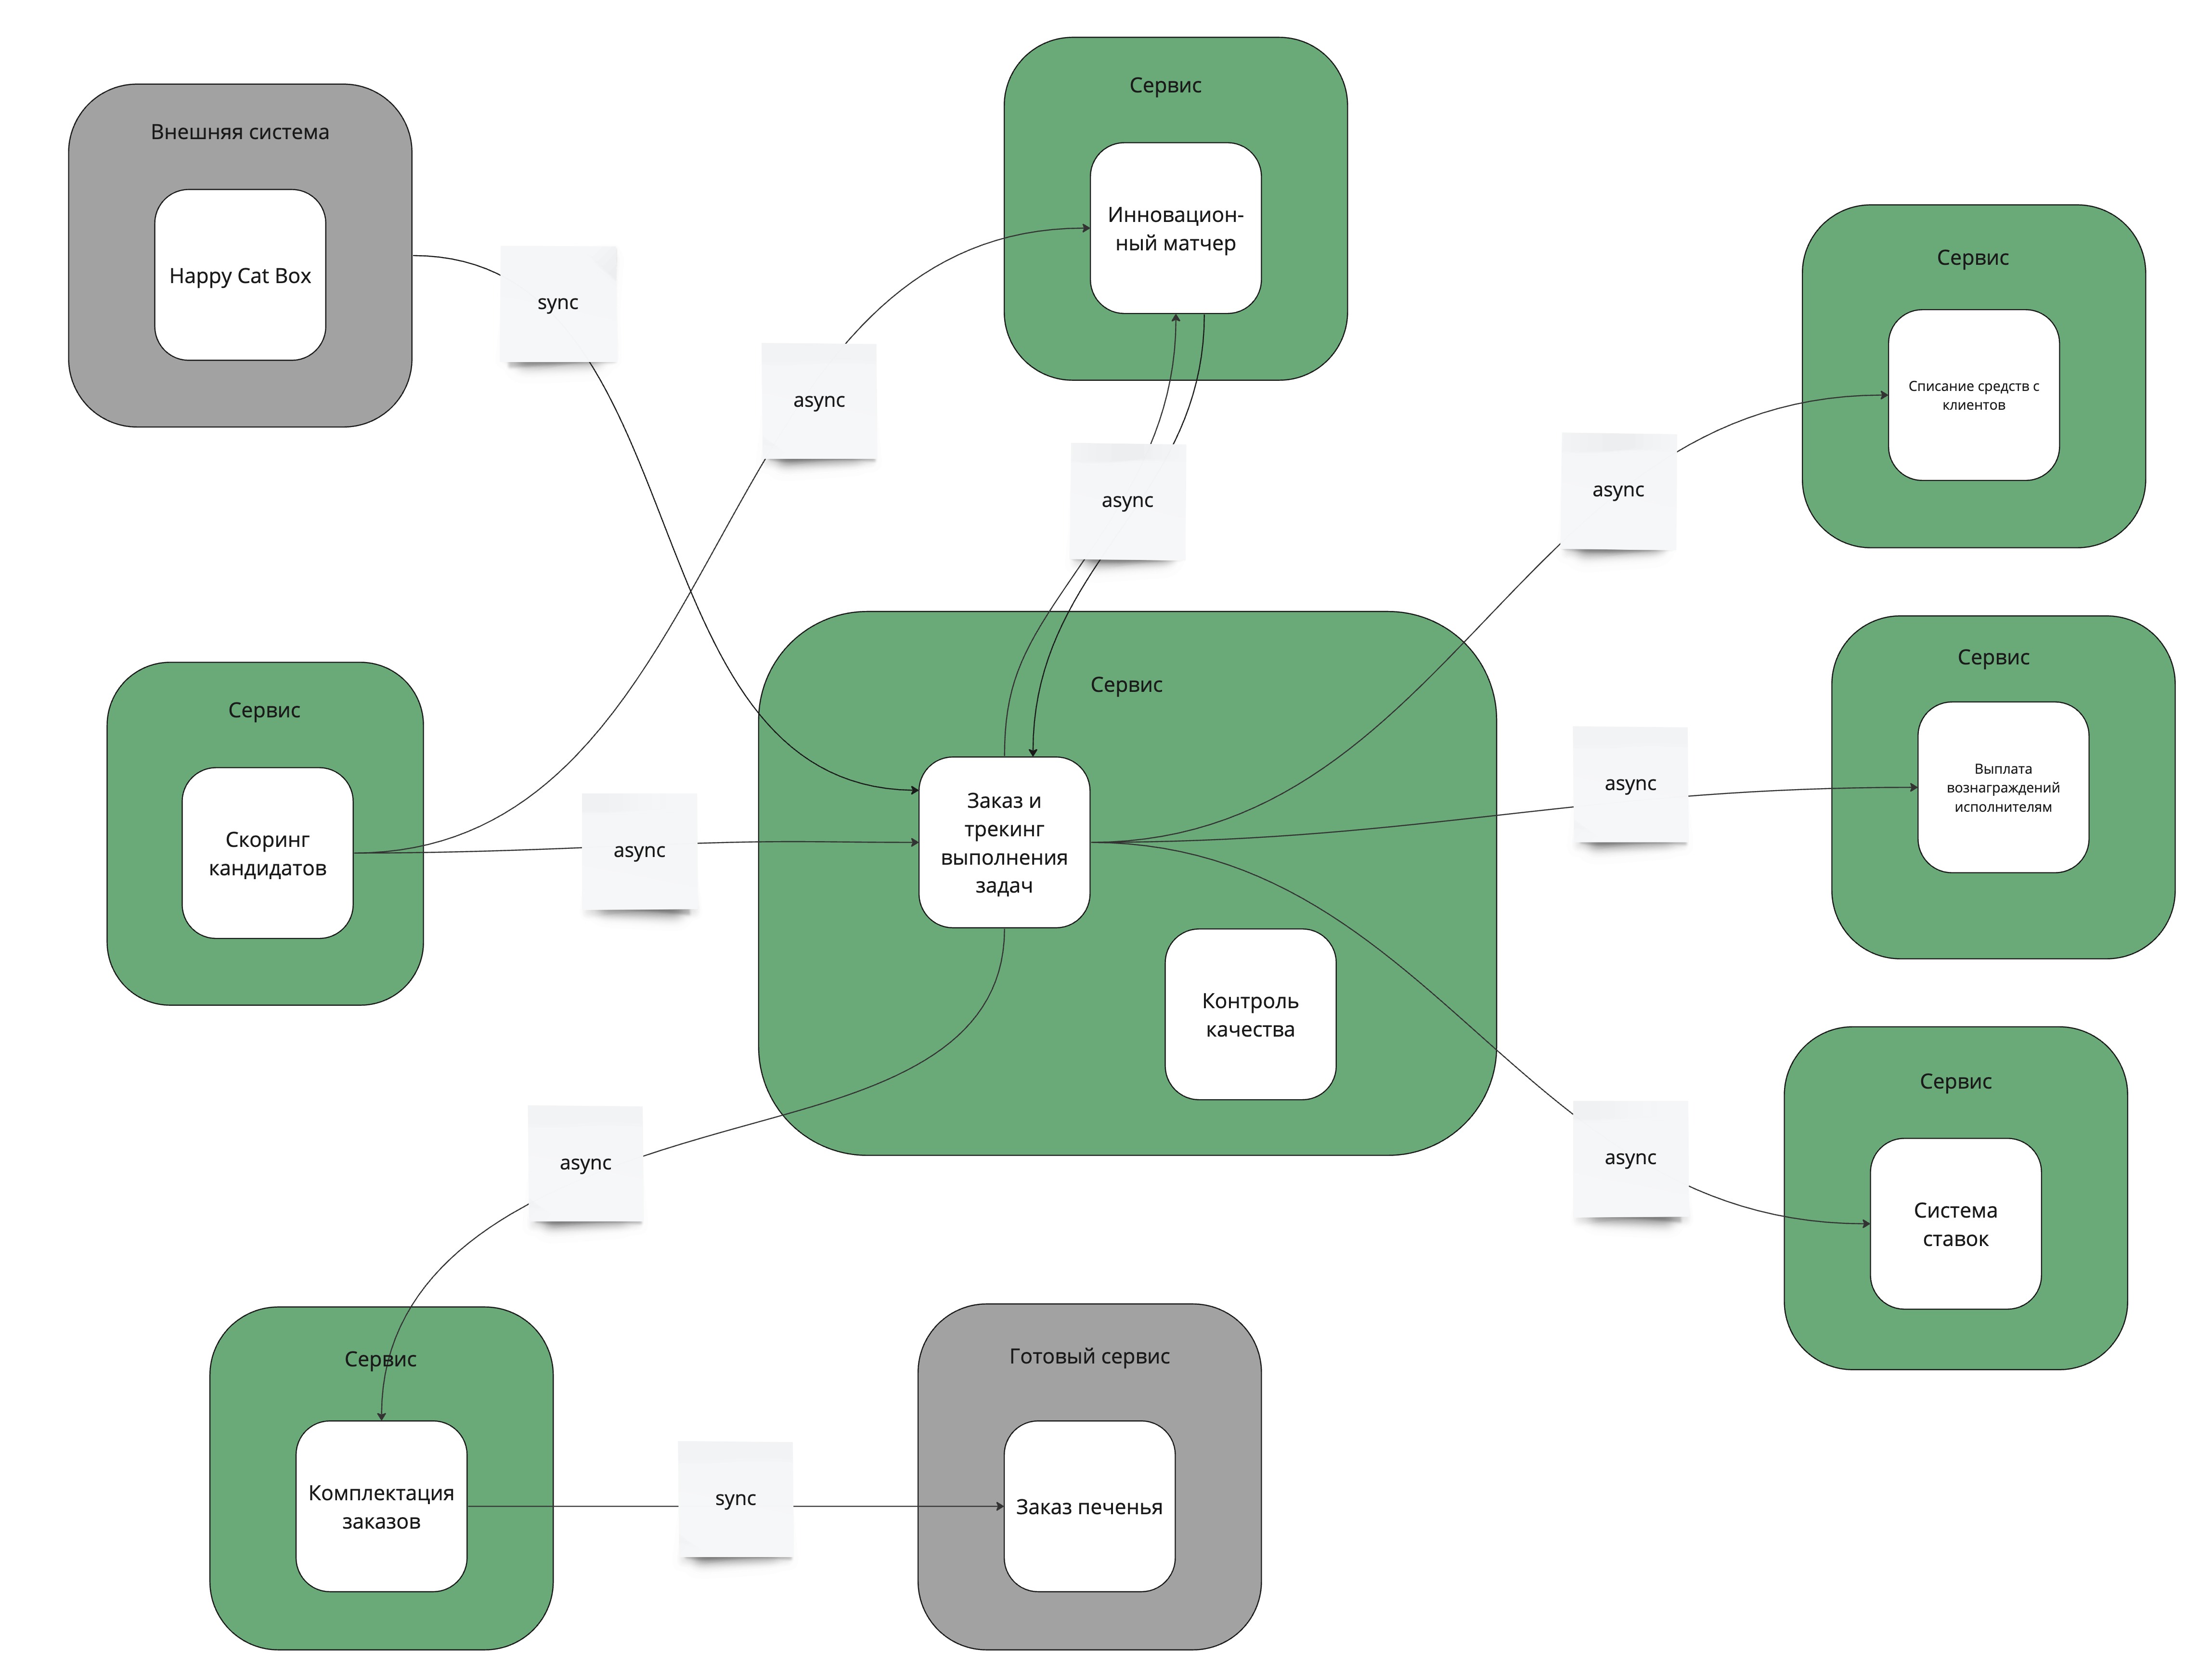 Сервис
Инновацион-
ный матчер
Внешняя система
Happy Cat Box
sync
async
async
Сервис
Списание средств с
клиентов
async
Сервис
Выплата
вознаграждений
исполнителям
async
Сервис
Скоринг
кандидатов
async
Сервис
Заказ и
трекинг
выполнения
задач
Контроль
качества
async
Сервис
Система
ставок
async
Сервис
Комплектация
заказов
sync
Готовый сервис
Заказ печенья